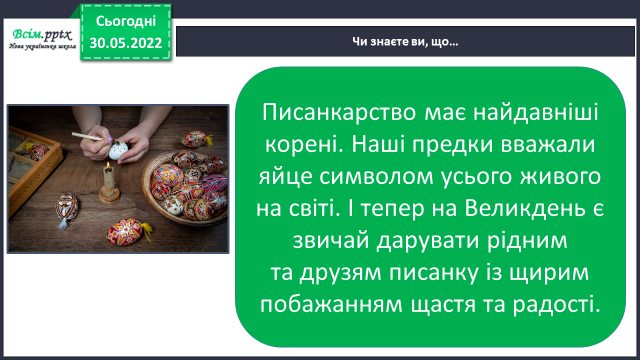 Всім.pptx
Нова українська школа
Сьогодні
30.05.2022
Чи знаєте ви, що...
Писанкарство має найдавніші
корені. Наші предки вважали
яйце символом усього живого
на світі. І тепер на Великдень є
звичай дарувати рідним
та друзям писанку із щирим
побажанням щастя та радості.